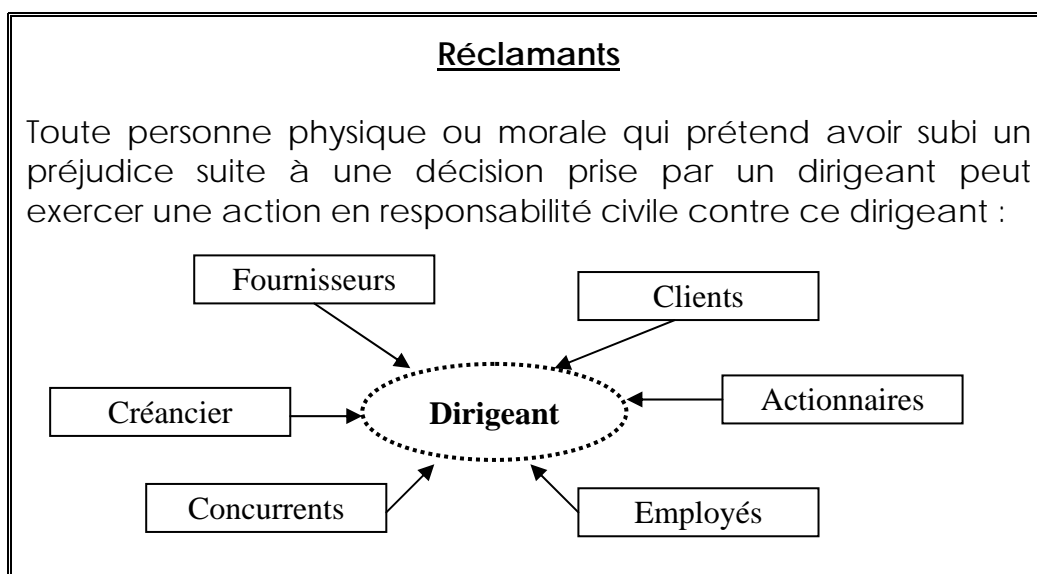 Réclamants
Toute personne physique ou morale qui prétend avoir subi un
préjudice suite à une décision prise par un dirigeant peut
exercer une action en responsabilité civile contre ce dirigeant :
Fournisseurs
Clients
Créancier
Dirigeant
Actionnaires
Concurrents
Employés